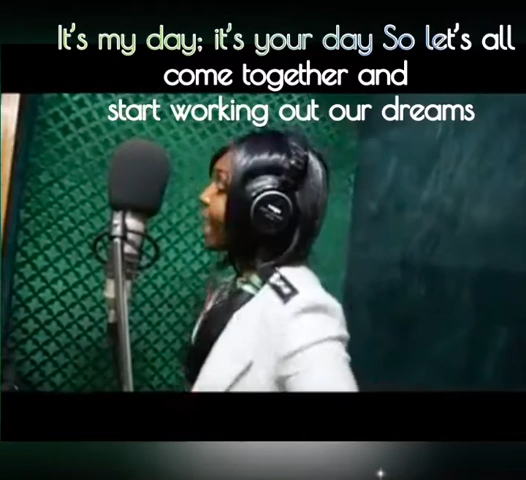 It's my day; it's your day So let's all
come together and
start working out our dreams